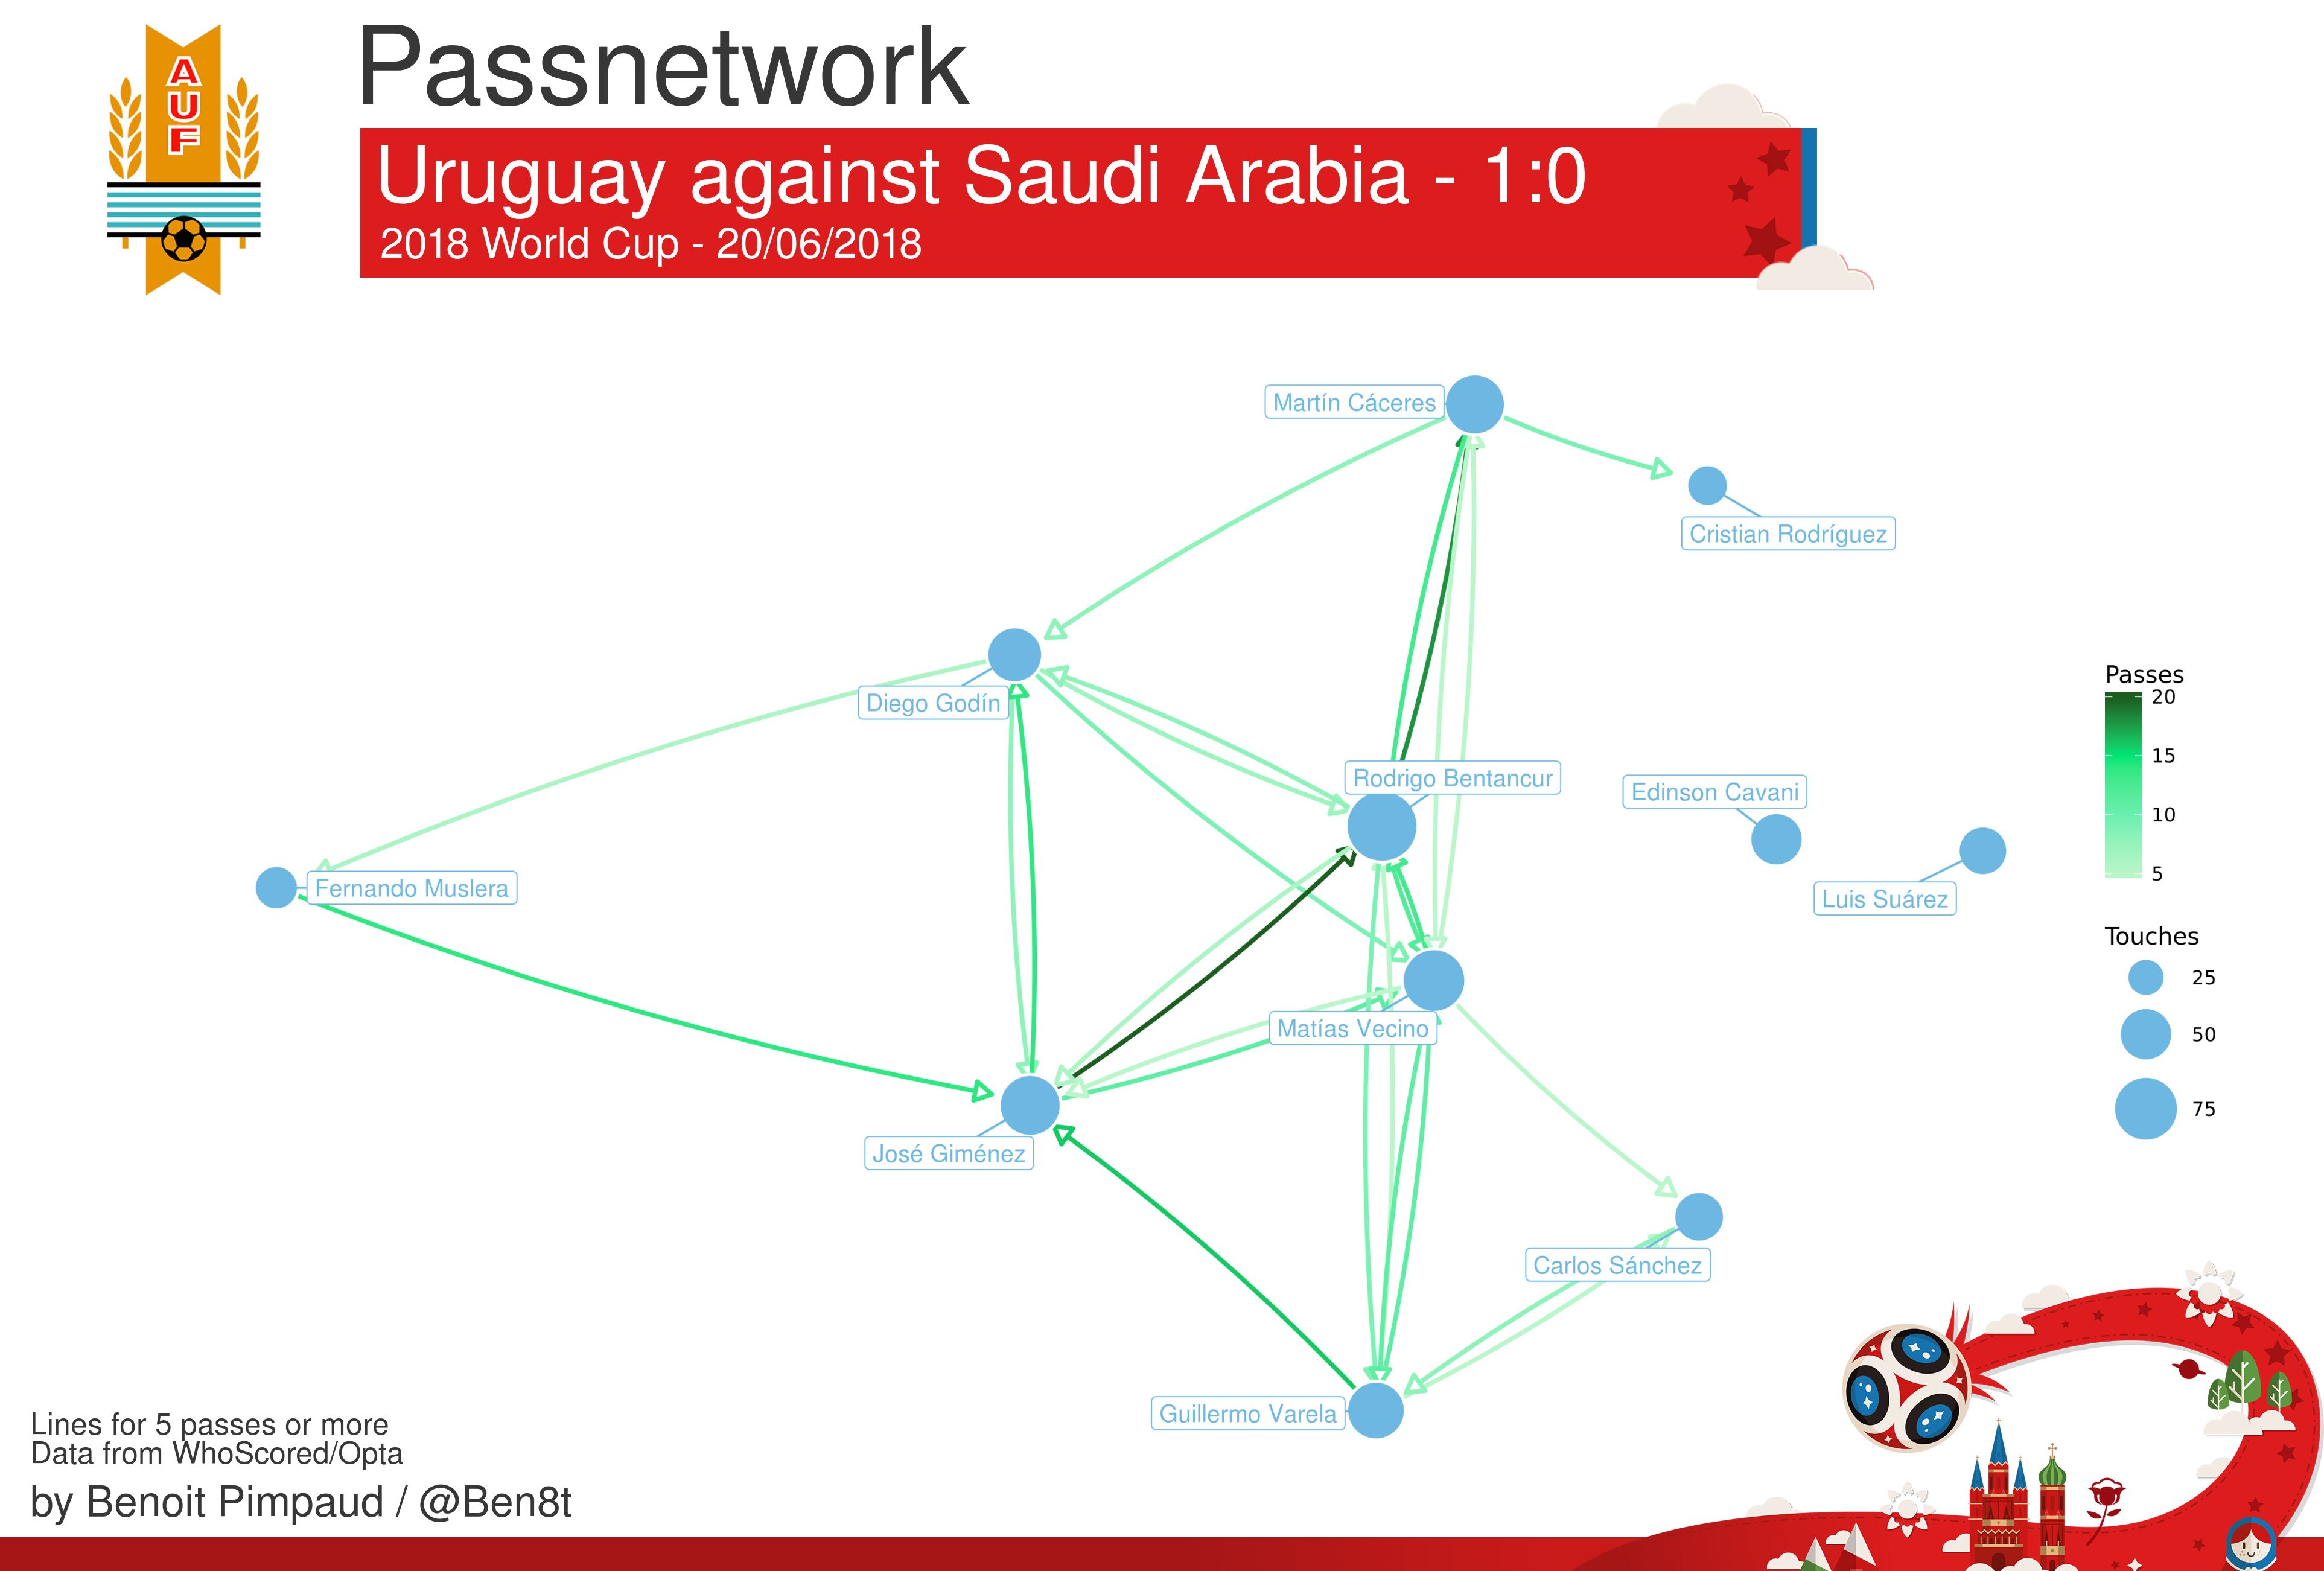 A
U
F
Passnetwork
Uruguay against Saudi Arabia - 1:0
2018 World Cup - 20/06/2018
Martín Cáceres
Cristian Rodríguez
Diego Godín
Rodrigo Bentancur
Edinson Cavani
Fernando Muslera
Luis Suárez
Matías Vecino
José Giménez
Carlos Sánchez
Guillermo Varela
Passes
20
15
10
5
Touches
25
50
75
Lines for 5 passes or more
Data from WhoScored/Opta
by Benoit Pimpaud / @Ben8t